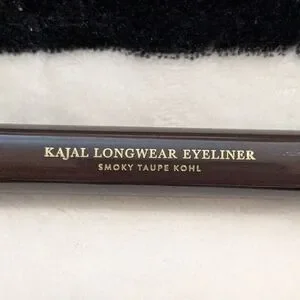 KAJAL LONGWEAR EYELINER
SMOKY TAUPE KOHL